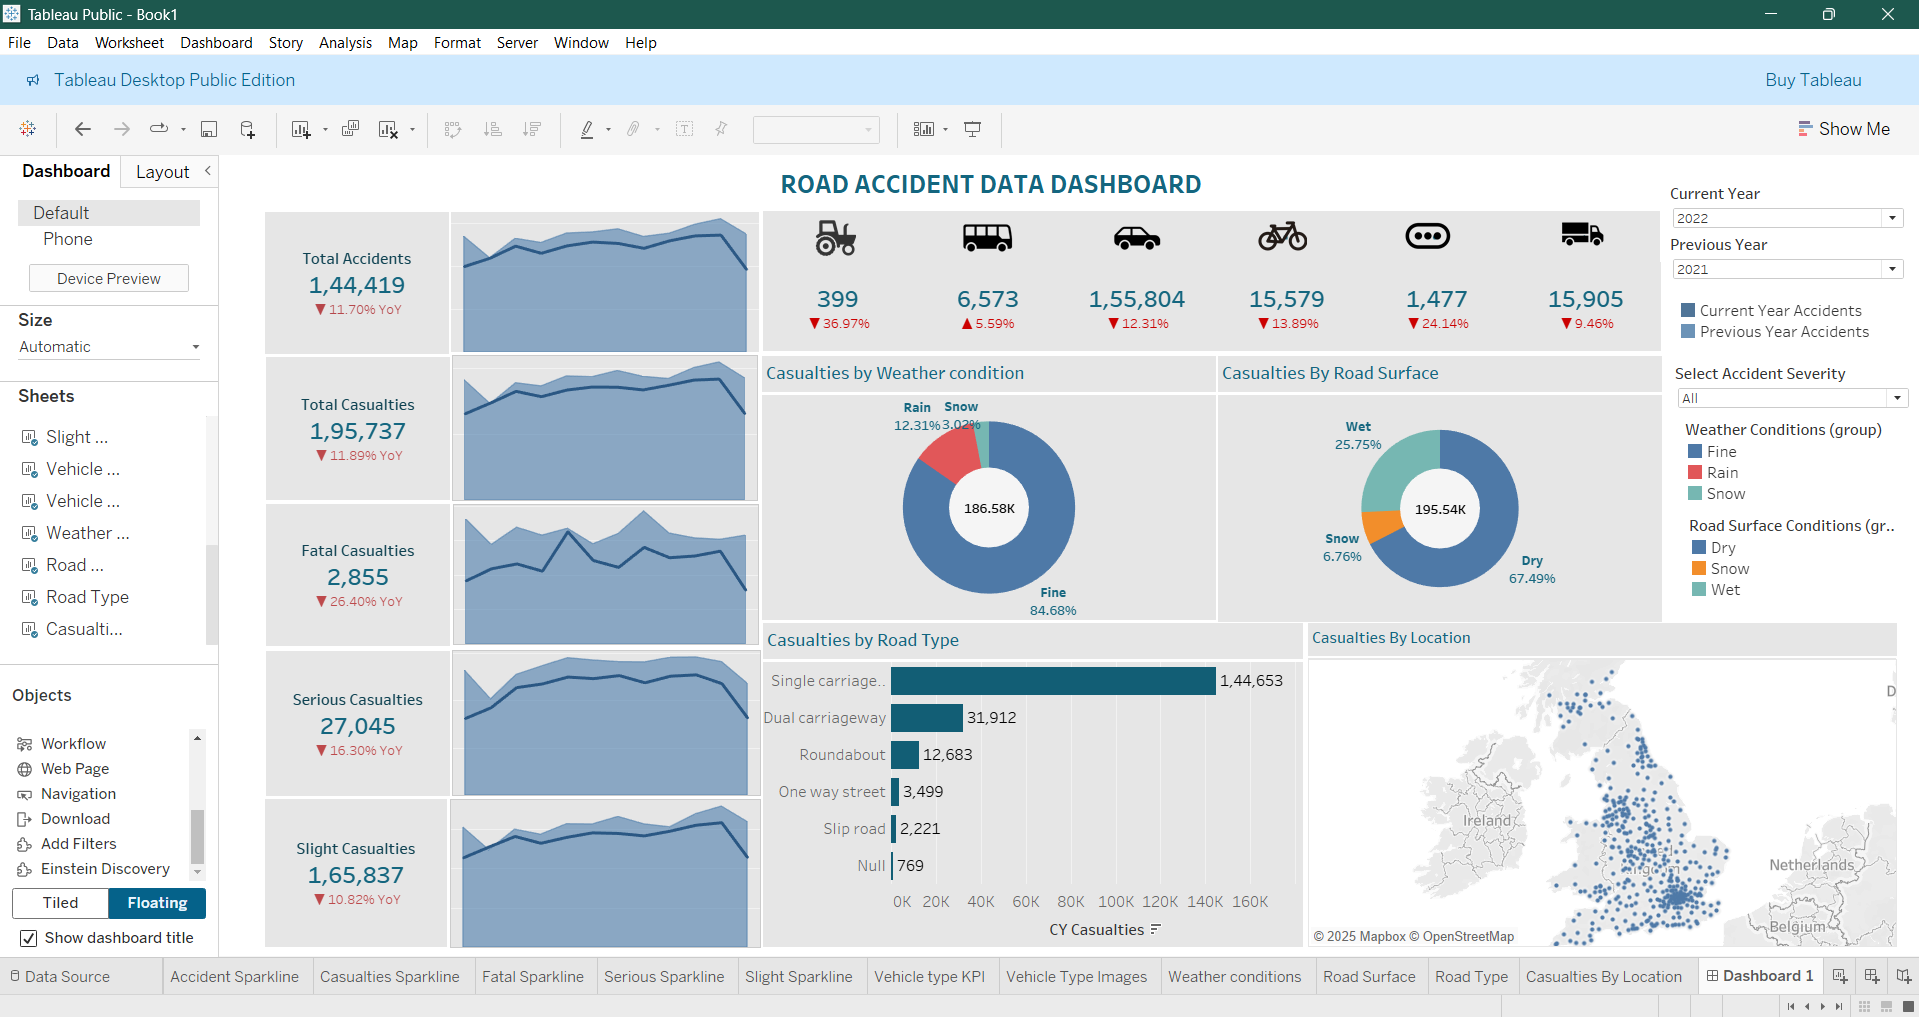 Tableau Public - Book1
File Data Worksheet Dashboard Story Analysis Map Format Server Window Help
Tableau Desktop Public Edition
Buy Tableau
Show Me
Dashboard Layout
Default
Phone
Device Preview
Size
Automatic
Sheets
Slight ...
Vehicle ...
Vehicle ...
Weather ...
Road ...
Road Type
Casualti...
Objects
Workflow
Web Page
Navigation
Download
Add Filters
Einstein Discovery
Tiled Floating
Show dashboard title
ROAD ACCIDENT DATA DASHBOARD
Total Accidents
1,44,419
▼ 11.70% YoY
Total Casualties
1,95,737
▼ 11.89% YoY
Fatal Casualties
2,855
▼ 26.40% YoY
Serious Casualties
27,045
▼ 16.30% YoY
Slight Casualties
1,65,837
▼ 10.82% YoY
399 6,573 1,55,804 15,579 1,477 15,905
▼ 36.97% ▲ 5.59% ▼ 12.31% ▼ 13.89% ▼ 24.14% ▼ 9.46%
Casualties by Weather condition
Rain
12.31%
Snow
3.02%
186.58K
Fine
84.68%
Casualties By Road Surface
Wet
25.75%
195.54K
Snow
6.76%
Dry
67.49%
Casualties by Road Type
Single carriage.. 1,44,653
Dual carriageway 31,912
Roundabout 12,683
One way street 3,499
Slip road 2,221
Null 769
0K 20K 40K 60K 80K 100K 120K 140K 160K
CY Casualties
Casualties By Location
Ireland
Netherlands
Belgium
© 2025 Mapbox © OpenStreetMap
Current Year
2022
Previous Year
2021
Current Year Accidents
Previous Year Accidents
Select Accident Severity
All
Weather Conditions (group)
Fine
Rain
Snow
Road Surface Conditions (gr..
Dry
Snow
Wet
Data Source Accident Sparkline Casualties Sparkline Fatal Sparkline Serious Sparkline Slight Sparkline Vehicle type KPI Vehicle Type Images Weather conditions Road Surface Road Type Casualties By Location Dashboard 1